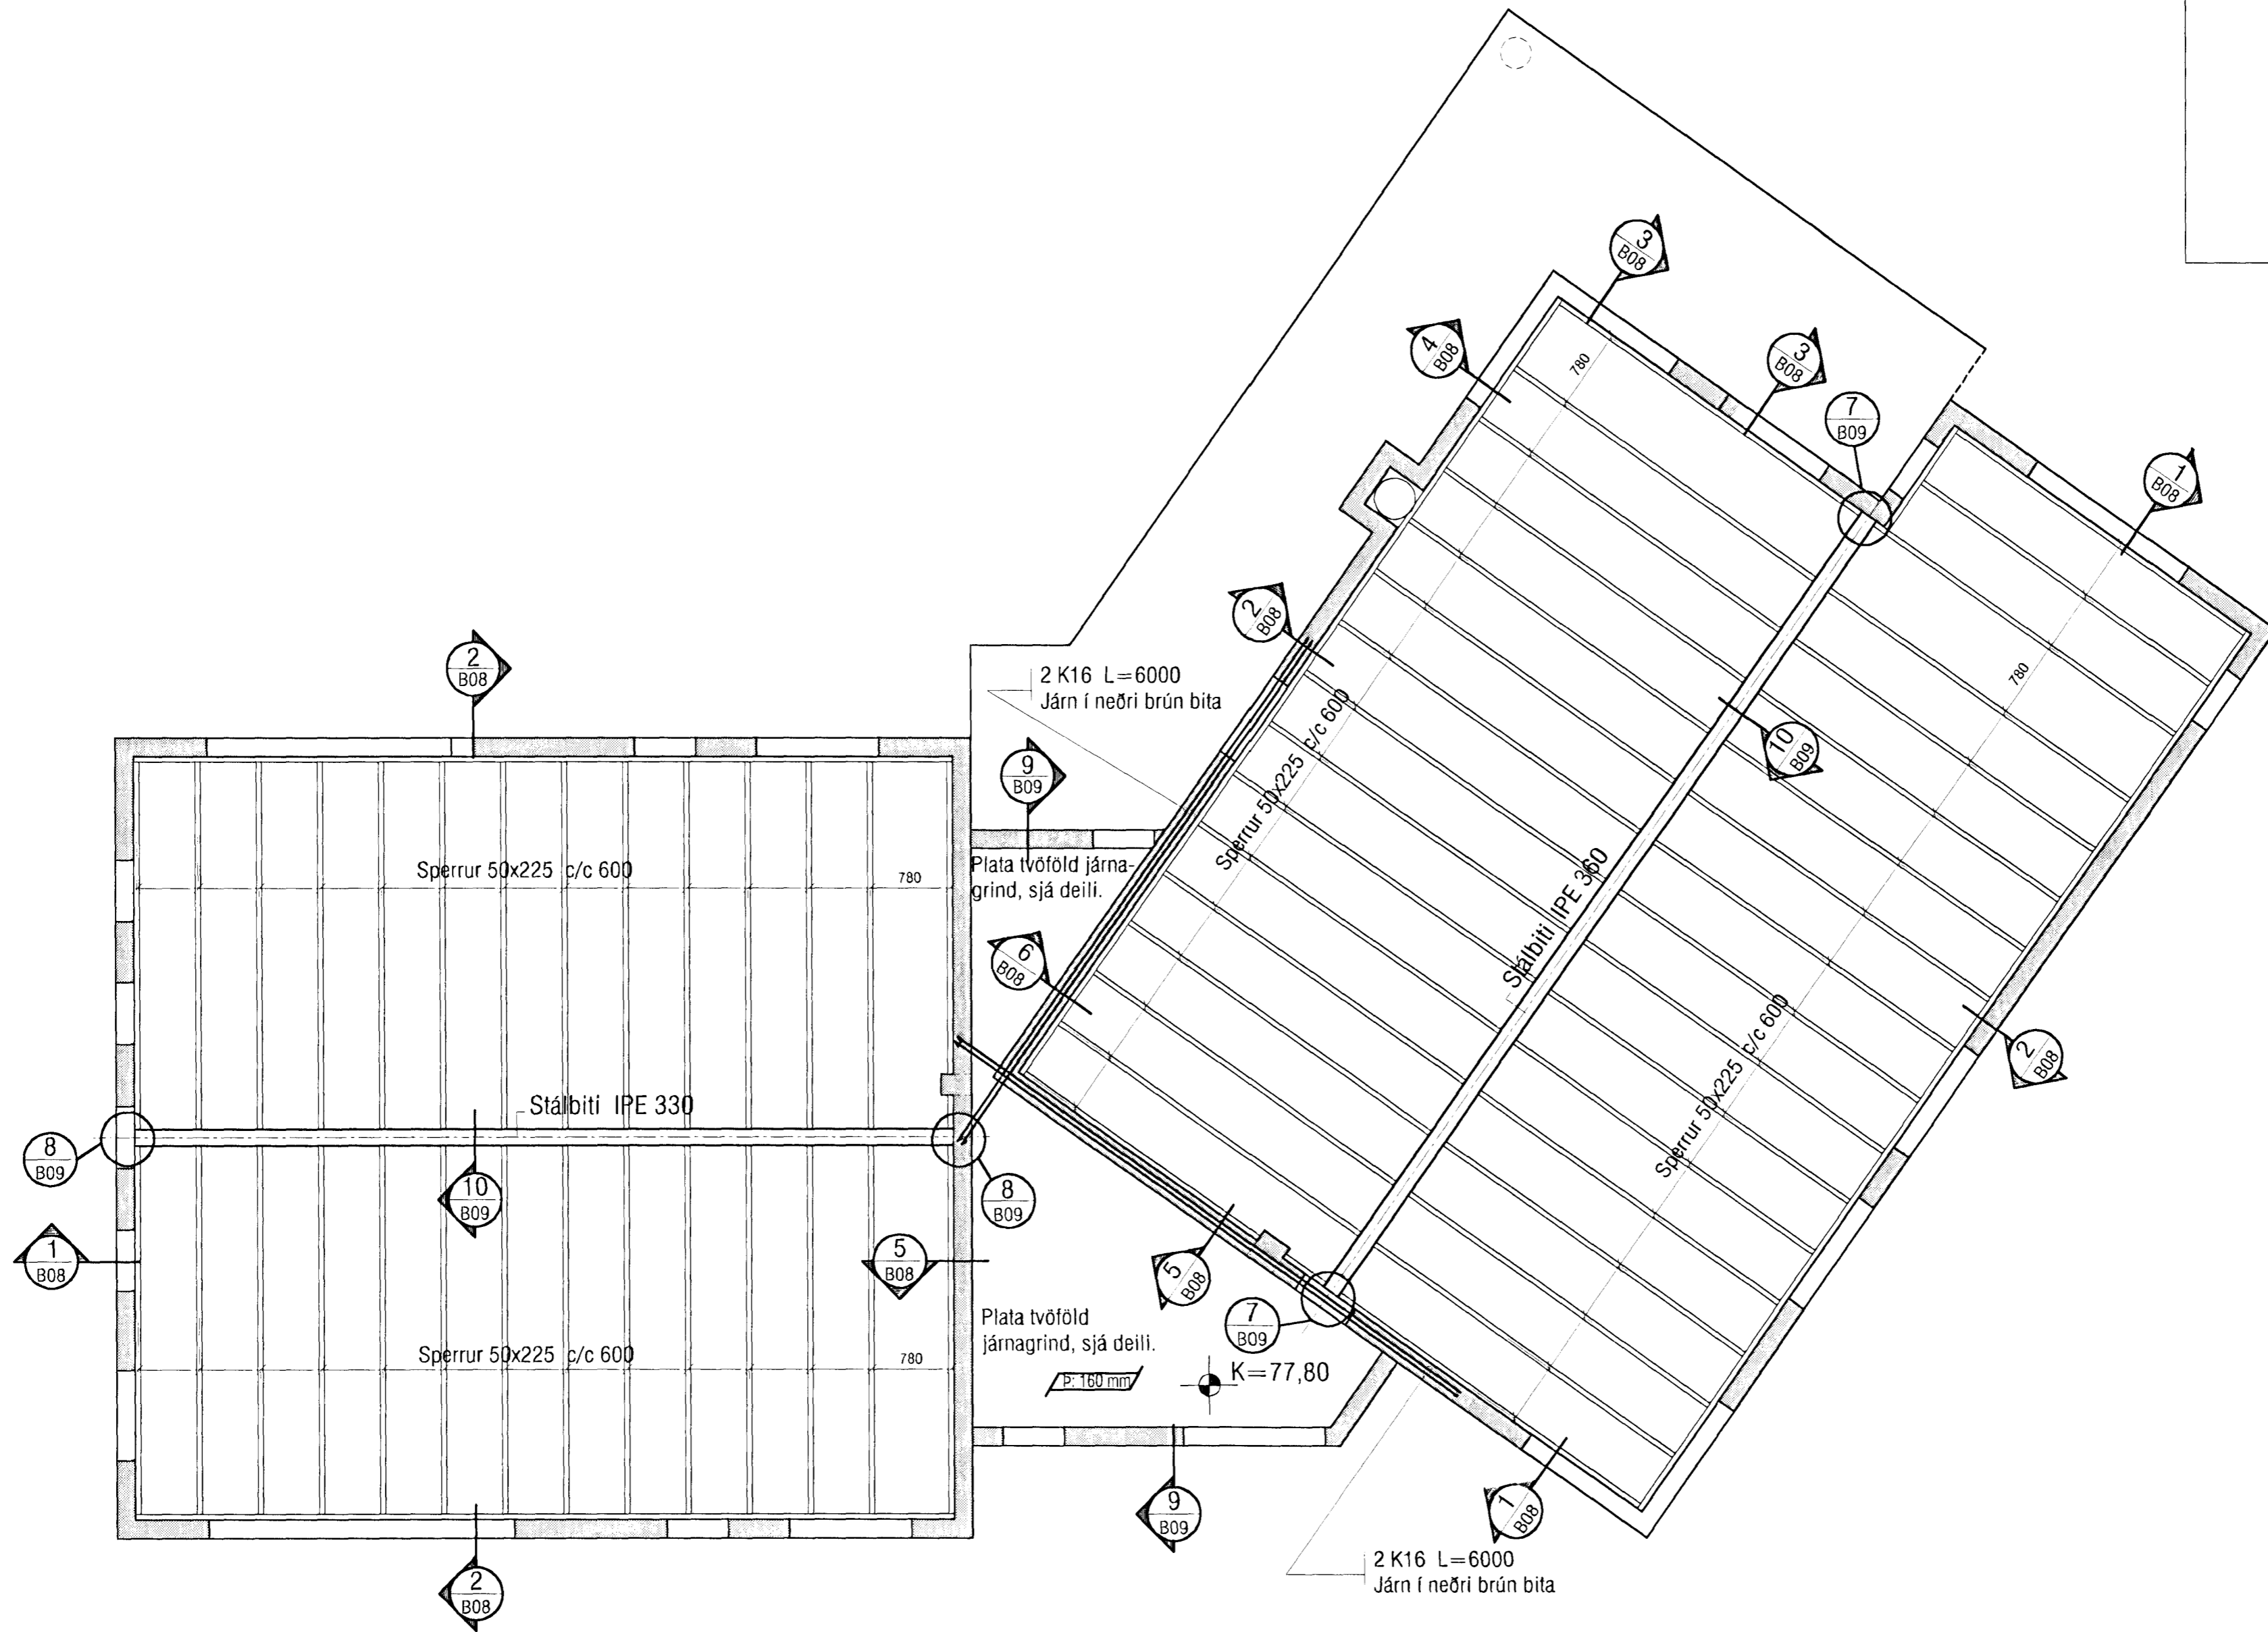 3
B08
4
B08
3
B08
780
7
B09
1
B08
2
B08
2
B08
2 K16 L=6000
Járn í neðri brún bita
780
9
B09
10
B09
Sperrur 50x225 c/c 600
Sperrur 50x225 c/c 600
780
Plata tvöföld járna-
grind, sjá deili.
Stálbiti IPE 360
6
B08
Sperrur 50x225 c/c 600
2
B08
Stálbiti IPE 330
8
B09
10
B09
8
B09
1
B08
5
B08
5
B08
Plata tvöföld
járnagrind, sjá deili.
7
B09
Sperrur 50x225 c/c 600
780
P: 160 mm
K=77,80
9
B09
1
B08
2 K16 L=6000
Járn í neðri brún bita
2
B08